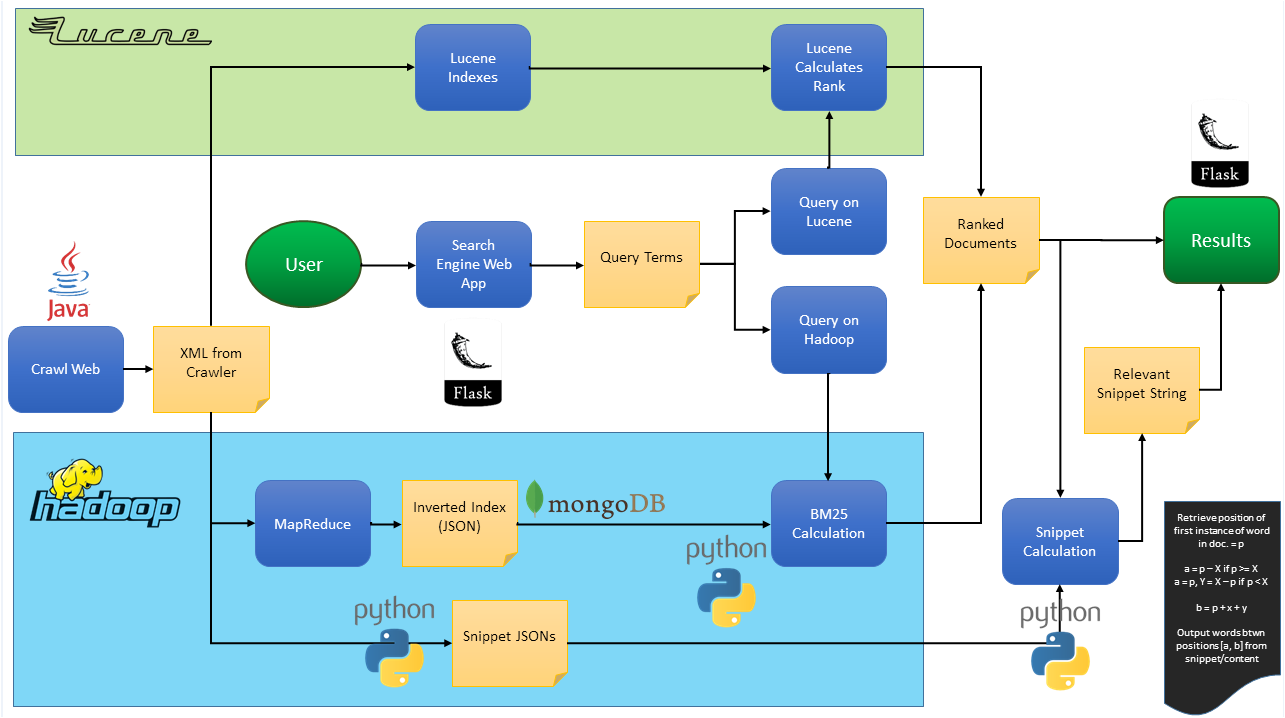 Lucene
Lucene
Indexes
Lucene
Calculates
Rank
Flask
Query on
Lucene
Ranked
Documents
Results
User
Search
Engine Web
App
Query Terms
Java
Query on
Hadoop
Flask
Crawl Web
XML from
Crawler
Relevant
Snippet String
hadoop
MapReduce
Inverted Index
(JSON)
mongoDB
BM25
Calculation
python
Snippet
Calculation
python
python
Snippet JSONs
Retrieve position of
first instance of word
in doc. = p
a = p – X if p >= X
a = p, Y = X – p if p < X
b = p + x + y
Output words btwn
positions [a, b] from
snippet/content